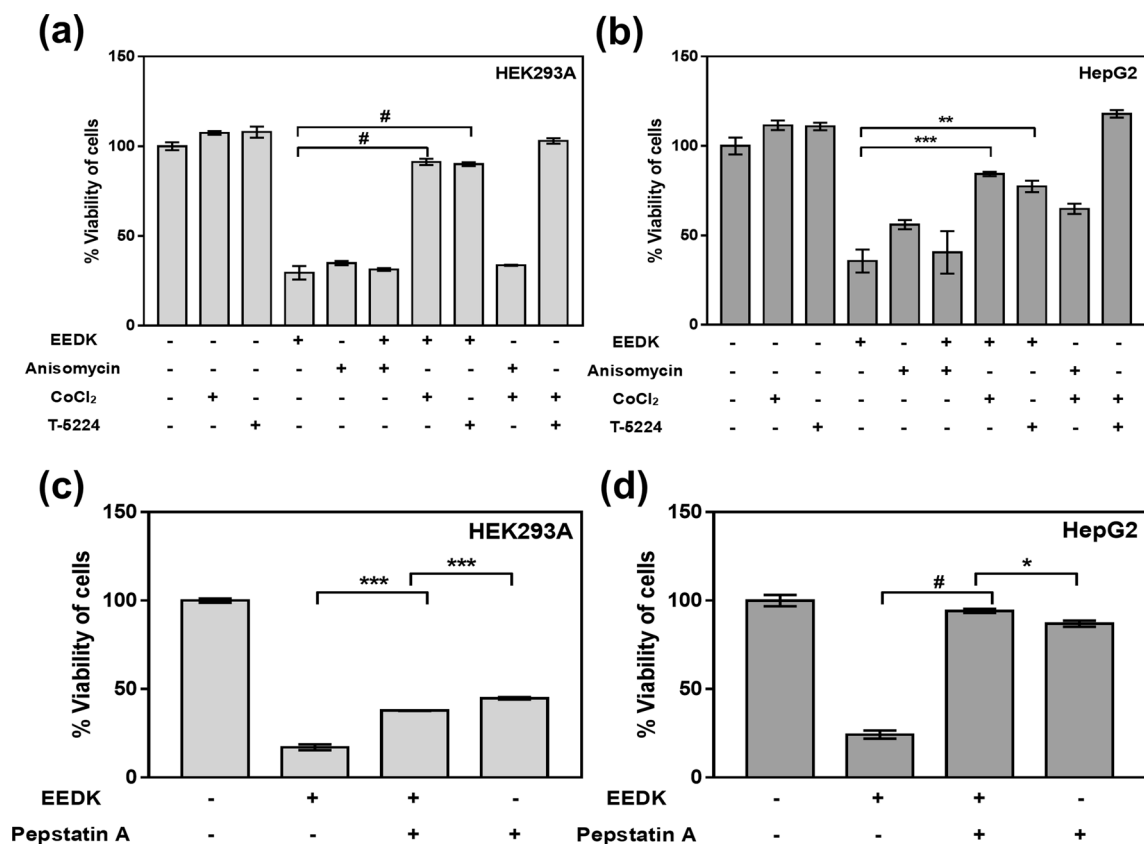 (a)
150
HEK293A
#
#
100
50
0
% Viability of cells
EEDK - - - + - + + + - -
Anisomycin - - - - + + - - + -
CoCl₂ - + - - - - + - + +
T-5224 - - + - - - - + - +
(b)
150
HepG2
**
***
100
50
0
% Viability of cells
EEDK - - - + - + + + - -
Anisomycin - - - - + + - - + -
CoCl₂ - + - - - - + - + +
T-5224 - - + - - - - + - +
(c)
150
HEK293A
*** ***
100
50
0
% Viability of cells
EEDK - + + -
Pepstatin A - - + +
(d)
150
HepG2
# *
100
50
0
% Viability of cells
EEDK - + + -
Pepstatin A - - + +